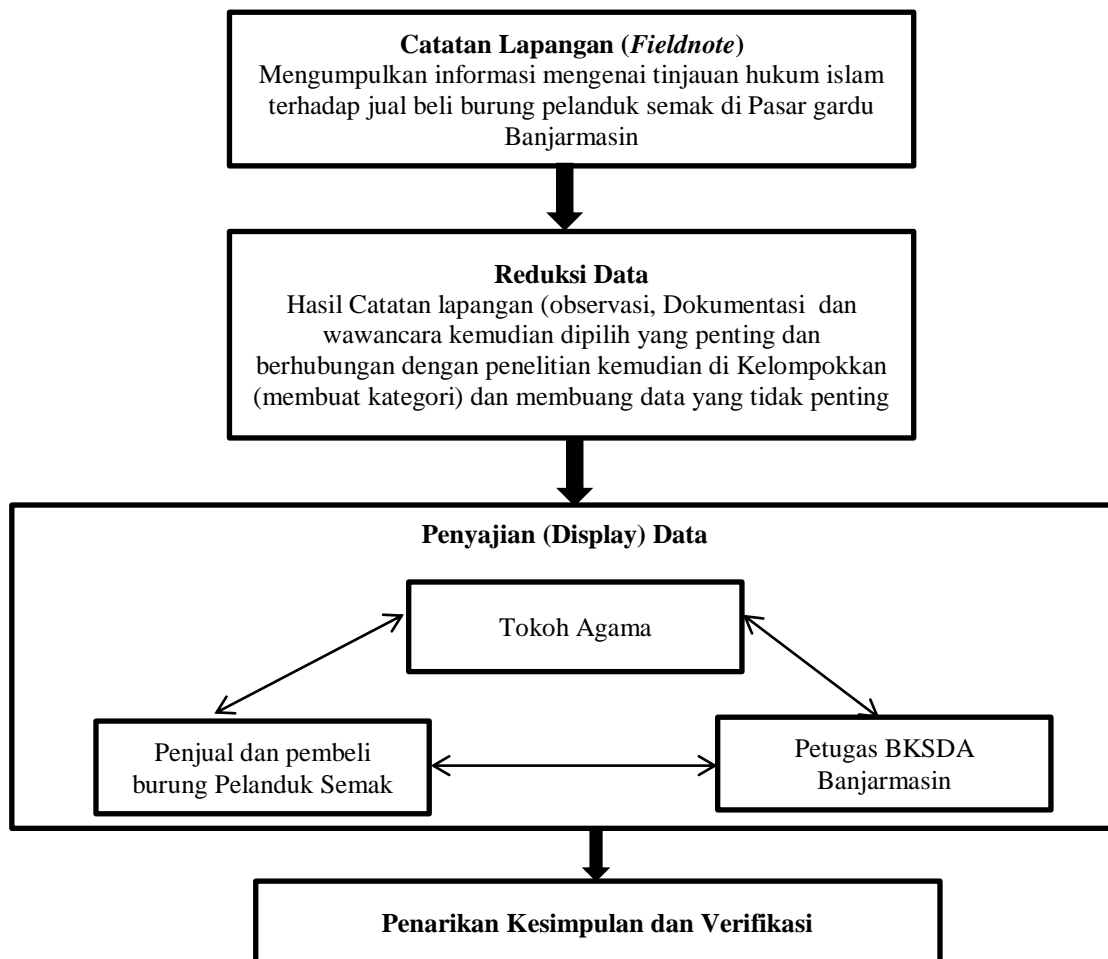 Catatan Lapangan (Fieldnote)
Mengumpulkan informasi mengenai tinjauan hukum islam
terhadap jual beli burung pelanduk semak di Pasar gardu
Banjarmasin
Reduksi Data
Hasil Catatan lapangan (observasi, Dokumentasi  dan
wawancara kemudian dipilih yang penting dan
berhubungan dengan penelitian kemudian di Kelompokkan
(membuat kategori) dan membuang data yang tidak penting
Penyajian (Display) Data
Tokoh Agama
Penjual dan pembeli
burung Pelanduk Semak
Petugas BKSDA
Banjarmasin
Penarikan Kesimpulan dan Verifikasi